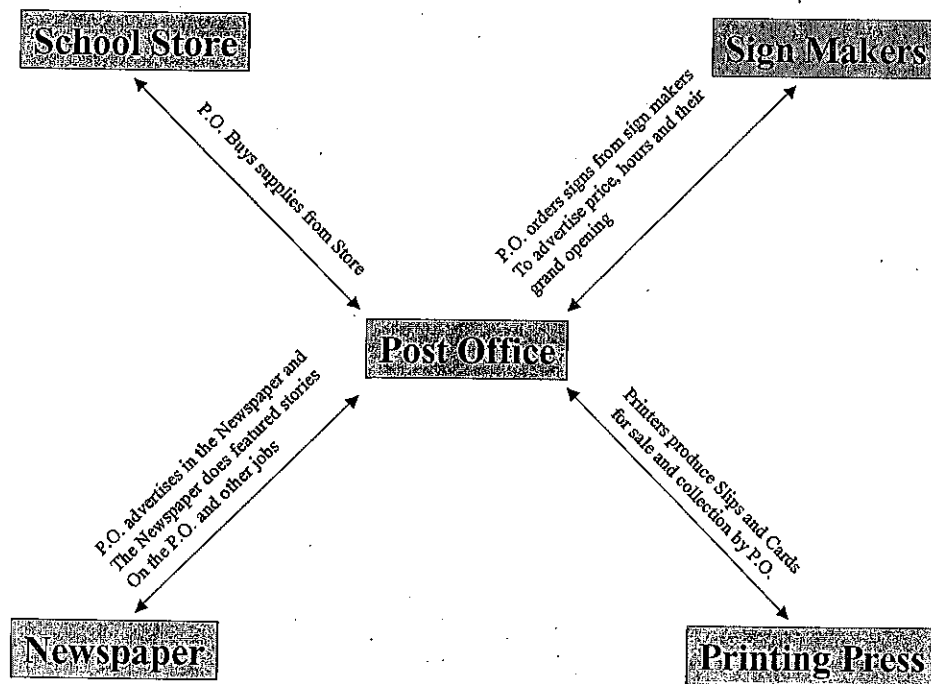 School Store
Sign Makers
P.O. Buys supplies from Store
P.O. orders signs from sign makers
To advertise price, hours and their
grand opening
Post Office
P.O. advertises in the Newspaper and
The Newspaper does featured stories
On the P.O. and other jobs
Printers produce Slips and Cards
for sale and collection by P.O.
Newspaper
Printing Press